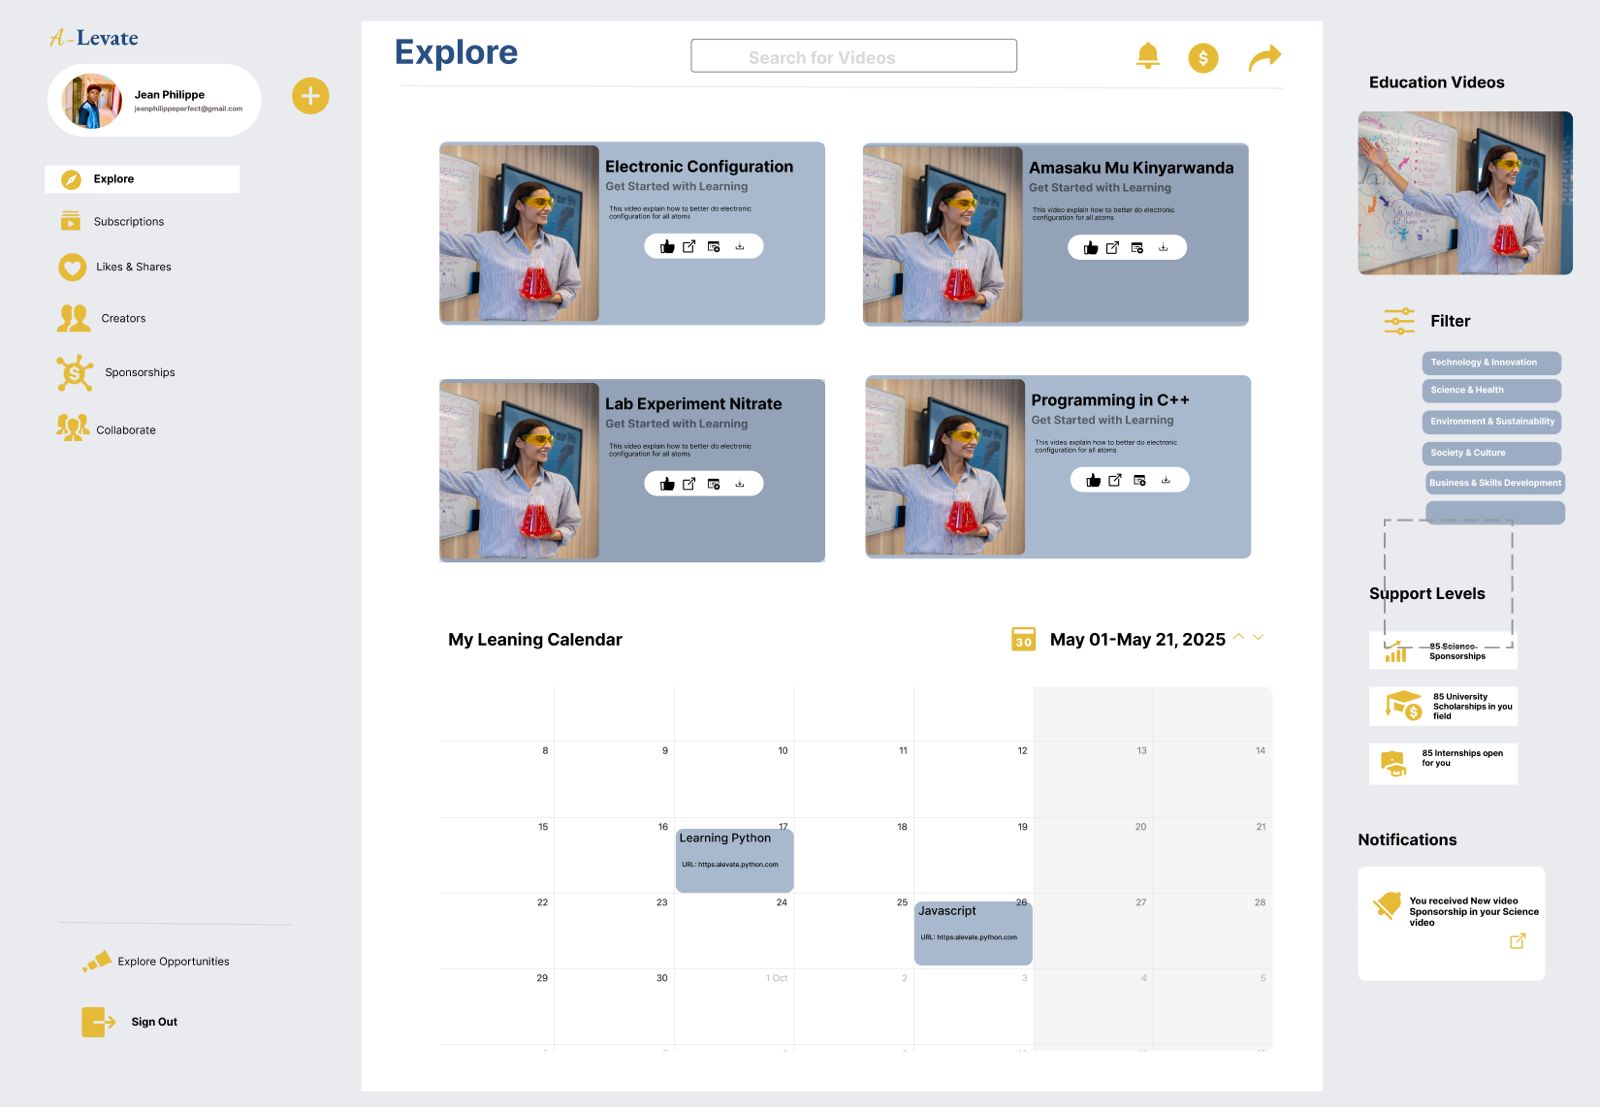 A-Levate
Jean Philippe
jeanphilippeperfect@gmail.com
Explore
Subscriptions
Likes & Shares
Creators
Sponsorships
Collaborate
Explore Opportunities
Sign Out
Explore
Search for Videos
Electronic Configuration
Get Started with Learning
This video explain how to better do electronic
configuration for all atoms
Amasaku Mu Kinyarwanda
Get Started with Learning
This video explain how to better do electronic
configuration for all atoms
Lab Experiment Nitrate
Get Started with Learning
This video explain how to better do electronic
configuration for all atoms
Programming in C++
Get Started with Learning
This video explain how to better do electronic
configuration for all atoms
My Leaning Calendar
30
May 01-May 21, 2025
8 9 10 11 12 13 14
15 16 17 18 19 20 21
Learning Python
URL: https:alevate.python.com
22 23 24 25 26 27 28
Javascript
URL: https:alevate.python.com
29 30 1 Oct 2 3 4 5
Education Videos
Filter
Technology & Innovation
Science & Health
Environment & Sustainability
Society & Culture
Business & Skills Development
Support Levels
85 Science
Sponsorships
85 University
Scholarships in you
field
85 Internships open
for you
Notifications
You received New video
Sponsorship in your Science
video